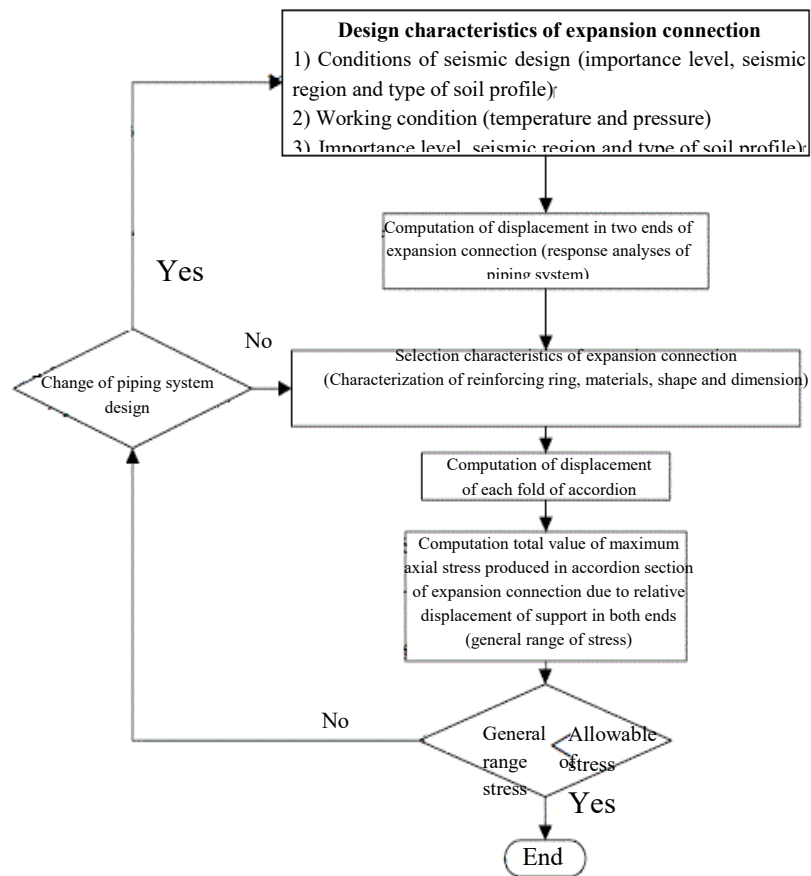 Design characteristics of expansion connection
1) Conditions of seismic design (importance level, seismic
region and type of soil profile)
2) Working condition (temperature and pressure)
3) Importance level, seismic region and type of soil profile)
Computation of displacement in two ends of
expansion connection (response analyses of
piping system)
Yes
No
Change of piping system
design
Selection characteristics of expansion connection
(Characterization of reinforcing ring, materials, shape and dimension)
Computation of displacement
of each fold of accordion
Computation total value of maximum
axial stress produced in accordion section
of expansion connection due to relative
displacement of support in both ends
(general range of stress)
No
General
range of
stress
<
Allowable
stress
Yes
End